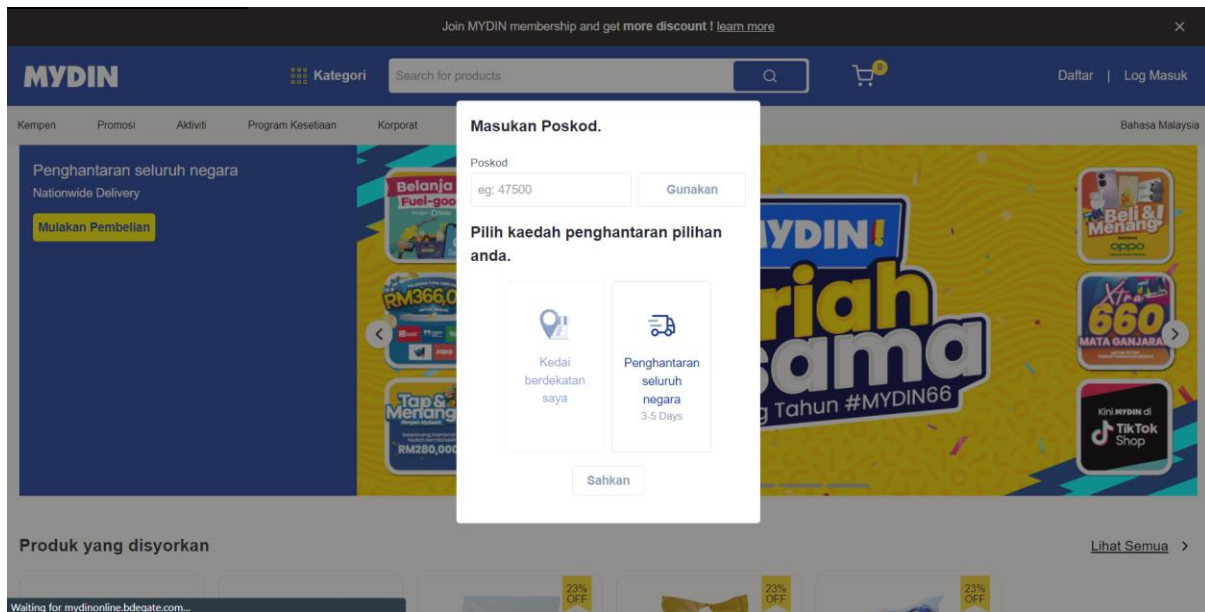 Join MYDIN membership and get more discount ! learn more
MYDIN
Kategori
Search for products
0
Daftar | Log Masuk
Kempen
Promosi
Aktiviti
Program Kesetiaan
Korporat
Bahasa Malaysia
Penghantaran seluruh negara
Nationwide Delivery
Mulakan Pembelian
Belanja
Fuel-goo
RM366,0
Tap &
Menang
RM280,000
Masukan Poskod.
Poskod
eg: 47500
Gunakan
Pilih kaedah penghantaran pilihan
anda.
Kedai
berdekatan
saya
Penghantaran
seluruh
negara
3-5 Days
Sahkan
YDIN!
riah
sama
g Tahun #MYDIN66
Beli &
Menang
oppo
Xtra
660
MATA GANJARA
Kini MYDIN di
TikTok
Shop
Produk yang disyorkan
Lihat Semua
23%
OFF
23%
OFF
23%
OFF
Waiting for mydinonline.bdegate.com...